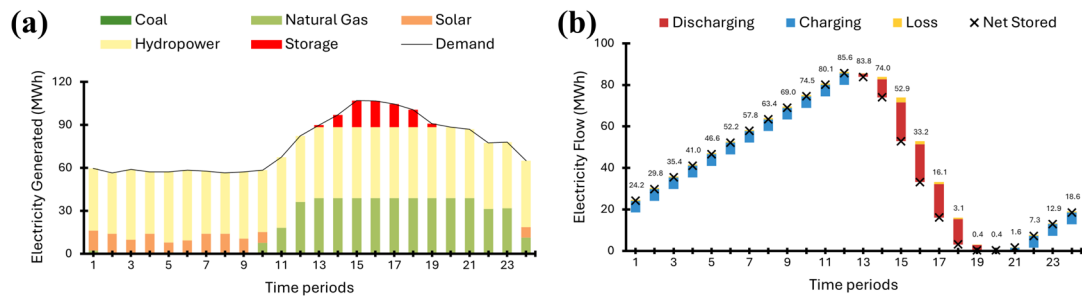 (a)
Coal Natural Gas Solar
Hydropower Storage Demand
Electricity Generated (MWh)
120
90
60
30
0
1 3 5 7 9 11 13 15 17 19 21 23
Time periods
(b)
Discharging Charging Loss Net Stored
Electricity Flow (MWh)
100
80
60
40
20
0
24.2 29.8 35.4 41.0 46.6 52.2 57.8 63.4 69.0 74.5 80.1 85.6 83.8 74.0 52.9 33.2 16.1 3.1 0.4 0.4 1.6 7.3 12.9 18.6
1 3 5 7 9 11 13 15 17 19 21 23
Time periods